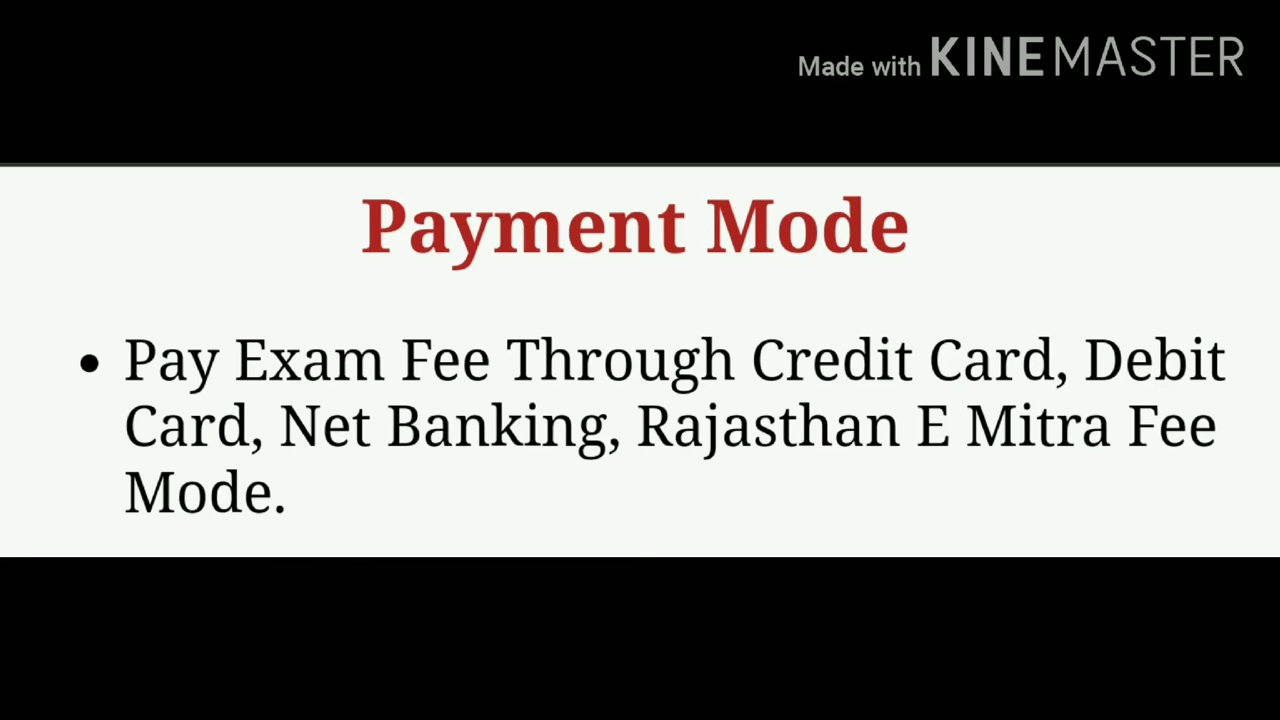 Made with KINEMASTER
Payment Mode
• Pay Exam Fee Through Credit Card, Debit
Card, Net Banking, Rajasthan E Mitra Fee
Mode.